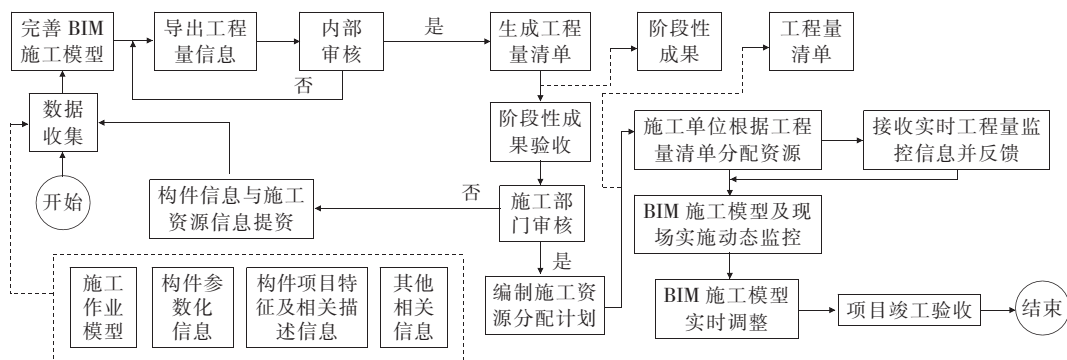 完善 BIM
施工模型
导出工程
量信息
内部
审核
是
生成工程
量清单
阶段性
成果
工程量
清单
否
数据
收集
阶段性成
果验收
施工单位根据工程
量清单分配资源
接收实时工程量监
控信息并反馈
开始
构件信息与施工
资源信息提资
否
施工部
门审核
BIM 施工模型及现
场实施动态监控
是
施工
作业
模型
构件参
数化
信息
构件项目特
征及相关描
述信息
其他
相关
信息
编制施工资
源分配计划
BIM 施工模型
实时调整
项目竣工验收
结束